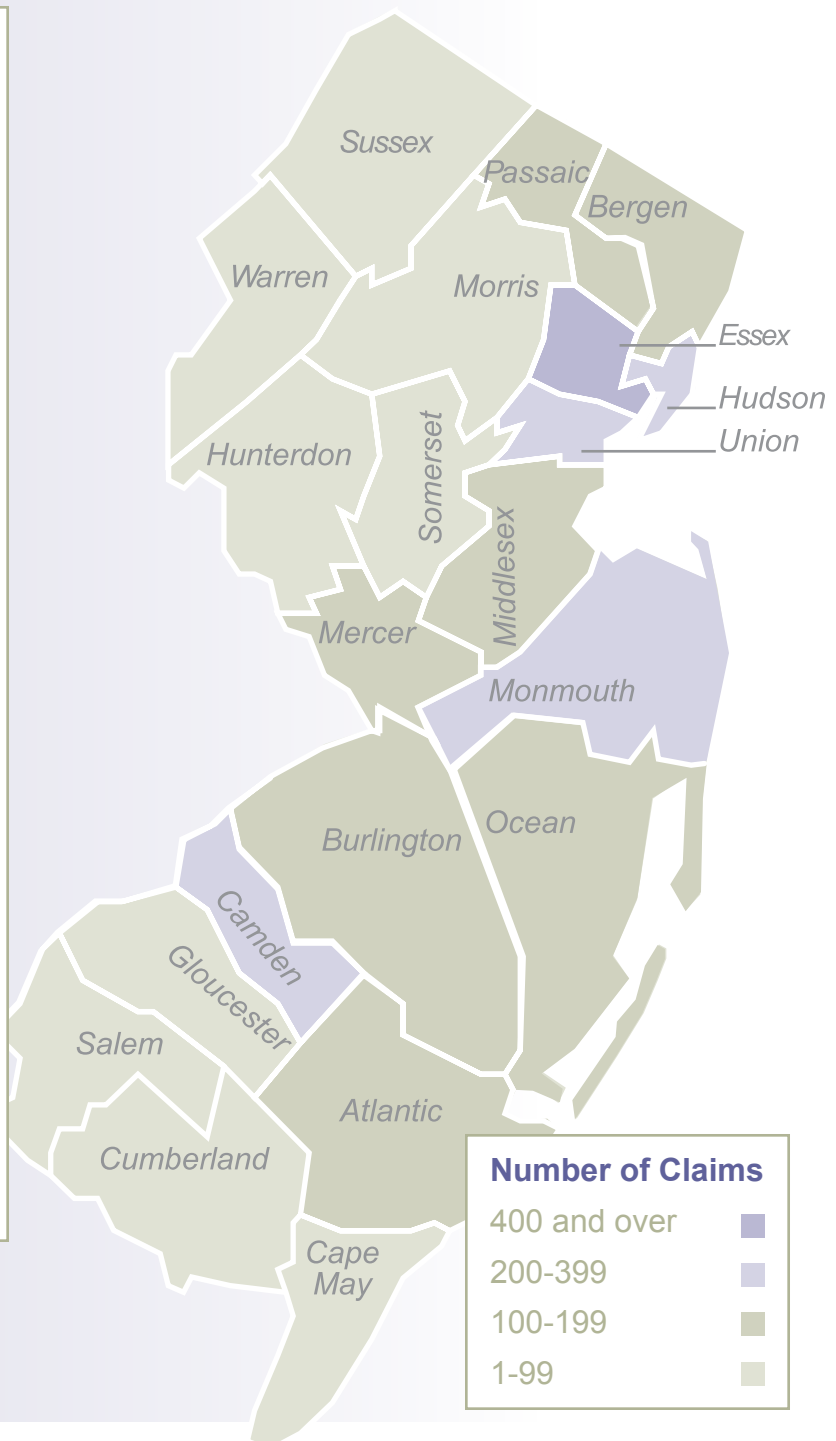 Sussex
Passaic
Bergen
Warren
Morris
Essex
Hudson
Union
Hunterdon
Somerset
Middlesex
Mercer
Monmouth
Ocean
Burlington
Camden
Gloucester
Salem
Atlantic
Cumberland
Cape
May
Number of Claims
400 and over
200-399
100-199
1-99